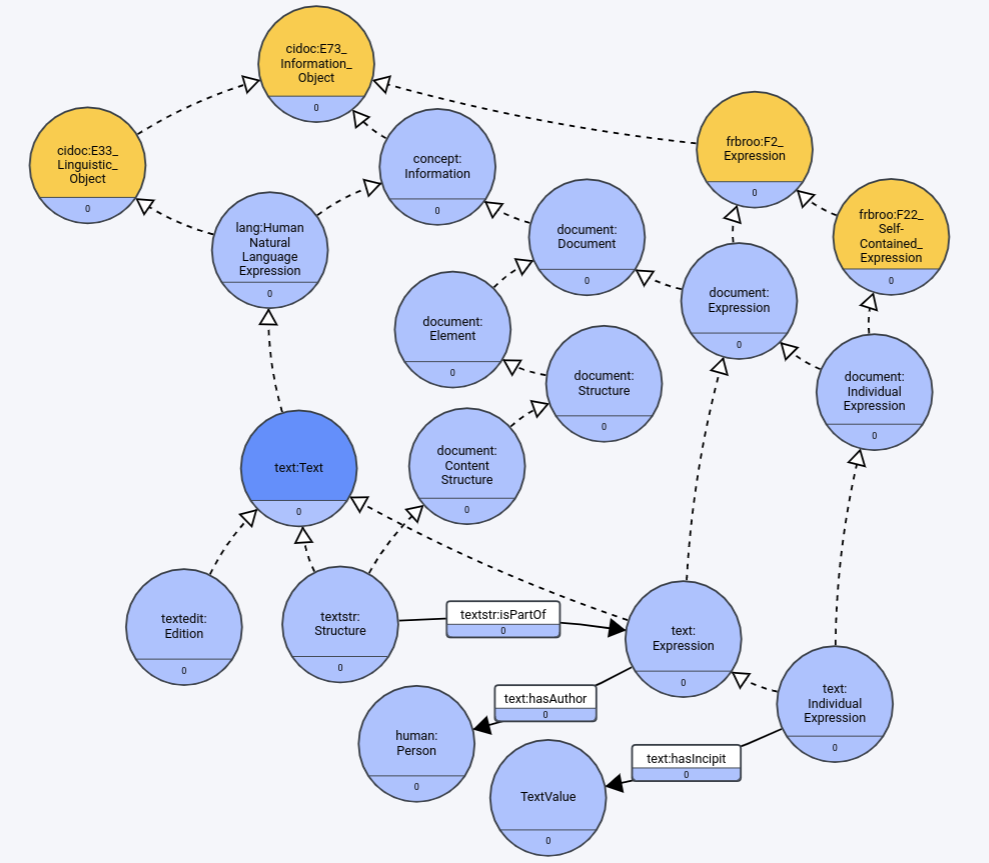 cidoc:E73_
Information_
Object
0
cidoc:E33_
Linguistic_
Object
0
concept:
Information
0
frbroo:F2_
Expression
0
lang:Human
Natural
Language
Expression
0
document:
Document
0
frbroo:F22_
Self-
Contained_
Expression
0
document:
Element
0
document:
Expression
0
document:
Structure
0
document:
Individual
Expression
0
text:Text
0
document:
Content
Structure
0
textedit:
Edition
0
textstr:
Structure
0
textstr:isPartOf
0
text:
Expression
0
text:hasAuthor
0
human:
Person
0
text:
Individual
Expression
0
text:hasIncipit
0
TextValue
0